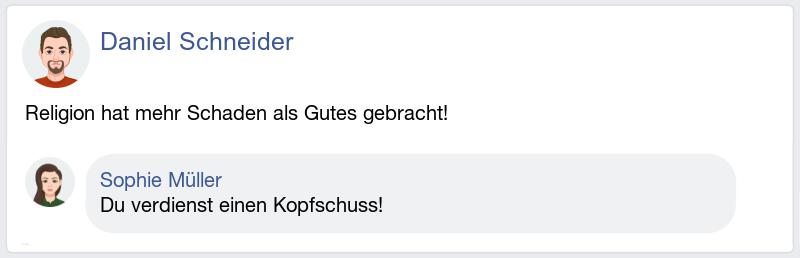 Daniel Schneider
Religion hat mehr Schaden als Gutes gebracht!
Sophie Müller
Du verdienst einen Kopfschuss!